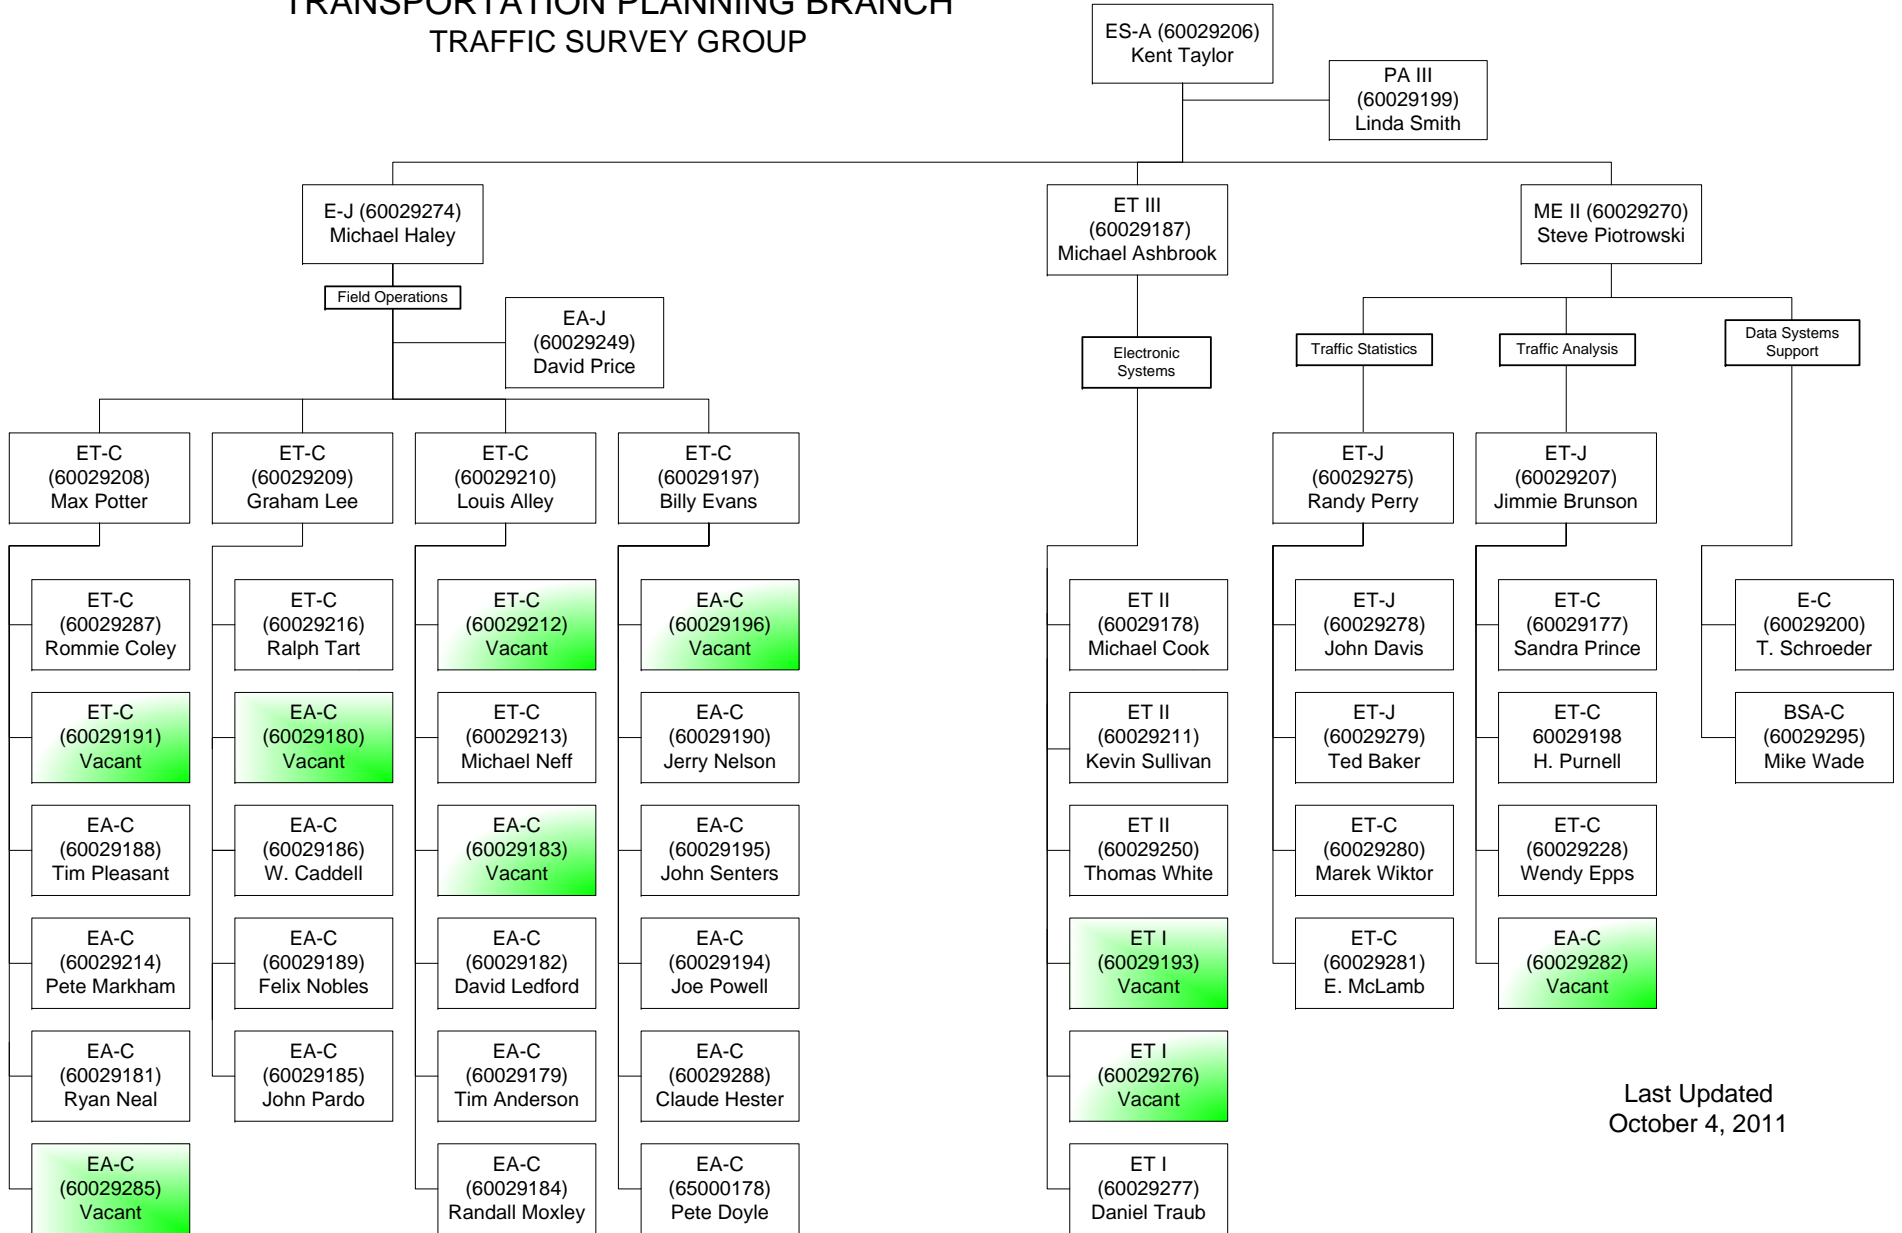 TRANSPORTATION PLANNING BRANCH
TRAFFIC SURVEY GROUP
ES-A (60029206)
Kent Taylor
PA III
(60029199)
Linda Smith
E-J (60029274)
Michael Haley
ET III
(60029187)
Michael Ashbrook
ME II (60029270)
Steve Piotrowski
Field Operations
EA-J
(60029249)
David Price
Electronic
Systems
Traffic Statistics
Traffic Analysis
Data Systems
Support
ET-C
(60029208)
Max Potter
ET-C
(60029209)
Graham Lee
ET-C
(60029210)
Louis Alley
ET-C
(60029197)
Billy Evans
ET-J
(60029275)
Randy Perry
ET-J
(60029207)
Jimmie Brunson
ET-C
(60029287)
Rommie Coley
ET-C
(60029216)
Ralph Tart
ET-C
(60029212)
Vacant
EA-C
(60029196)
Vacant
ET II
(60029178)
Michael Cook
ET-J
(60029278)
John Davis
ET-C
(60029177)
Sandra Prince
E-C
(60029200)
T. Schroeder
ET-C
(60029191)
Vacant
EA-C
(60029180)
Vacant
ET-C
(60029213)
Michael Neff
EA-C
(60029190)
Jerry Nelson
ET II
(60029211)
Kevin Sullivan
ET-J
(60029279)
Ted Baker
ET-C
60029198
H. Purnell
BSA-C
(60029295)
Mike Wade
EA-C
(60029188)
Tim Pleasant
EA-C
(60029186)
W. Caddell
EA-C
(60029183)
Vacant
EA-C
(60029195)
John Senters
ET II
(60029250)
Thomas White
ET-C
(60029280)
Marek Wiktor
ET-C
(60029228)
Wendy Epps
EA-C
(60029214)
Pete Markham
EA-C
(60029189)
Felix Nobles
EA-C
(60029182)
David Ledford
EA-C
(60029194)
Joe Powell
ET I
(60029193)
Vacant
ET-C
(60029281)
E. McLamb
EA-C
(60029282)
Vacant
EA-C
(60029181)
Ryan Neal
EA-C
(60029185)
John Pardo
EA-C
(60029179)
Tim Anderson
EA-C
(60029288)
Claude Hester
ET I
(60029276)
Vacant
Last Updated
October 4, 2011
EA-C
(60029285)
Vacant
EA-C
(60029184)
Randall Moxley
EA-C
(65000178)
Pete Doyle
ET I
(60029277)
Daniel Traub